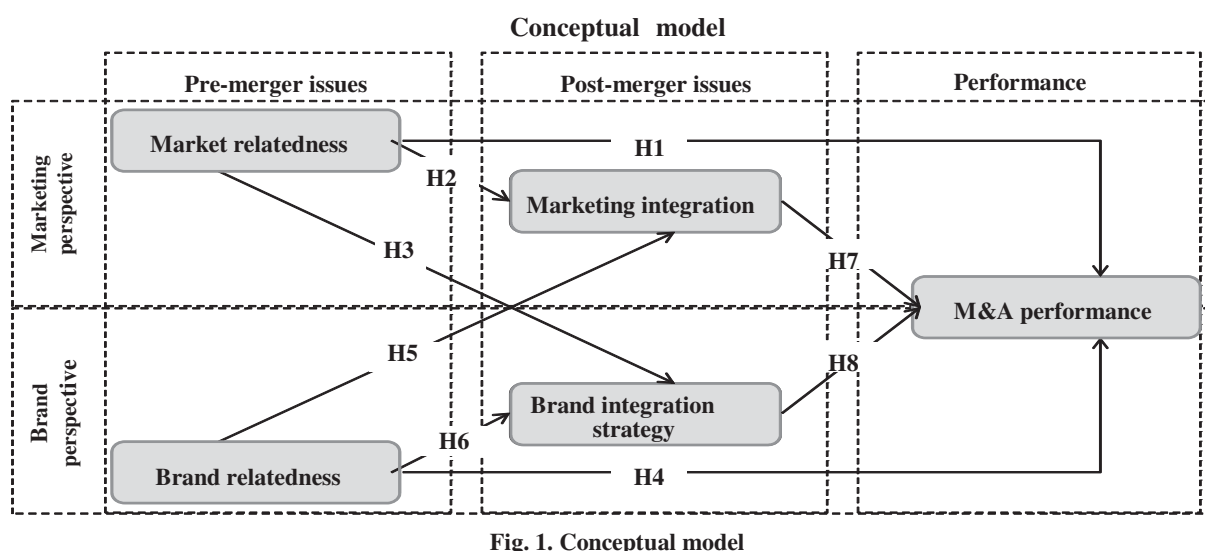 Conceptual model
Pre-merger issues
Post-merger issues
Performance
Marketing
perspective
Market relatedness
H1
H2
Marketing integration
H3
H7
M&A performance
Brand
perspective
H5
H8
Brand integration
strategy
H6
Brand relatedness
H4
Fig. 1. Conceptual model